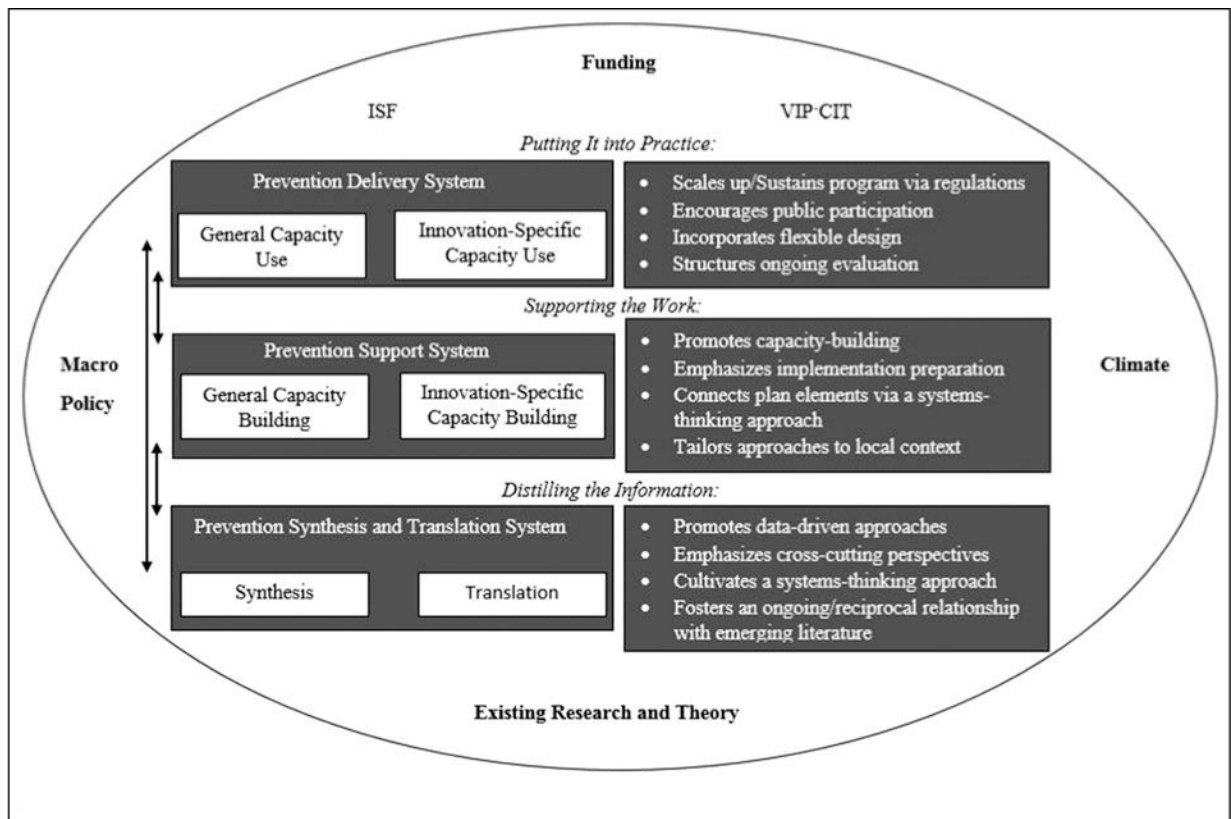 Funding
ISF
VIP·CIT
Putting It into Practice:
Prevention Delivery System
General Capacity
Use
Innovation-Specific
Capacity Use
• Scales up/Sustains program via regulations
• Encourages public participation
• Incorporates flexible design
• Structures ongoing evaluation
Supporting the Work:
Prevention Support System
General Capacity
Building
Innovation-Specific
Capacity Building
• Promotes capacity-building
• Emphasizes implementation preparation
• Connects plan elements via a systems-
thinking approach
• Tailors approaches to local context
Macro
Policy
Climate
Distilling the Information:
Prevention Synthesis and Translation System
Synthesis
Translation
• Promotes data-driven approaches
• Emphasizes cross-cutting perspectives
• Cultivates a systems-thinking approach
• Fosters an ongoing/reciprocal relationship
with emerging literature
Existing Research and Theory